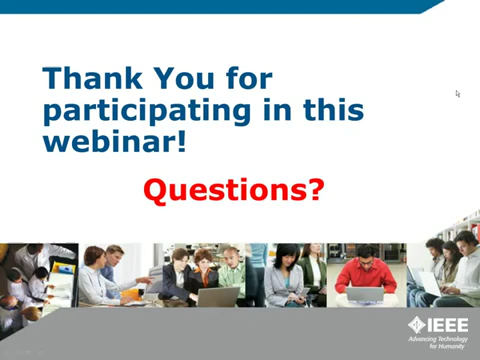 Thank You for
participating in this
webinar!
Questions?
IEEE
Advancing Technology
for Humanity